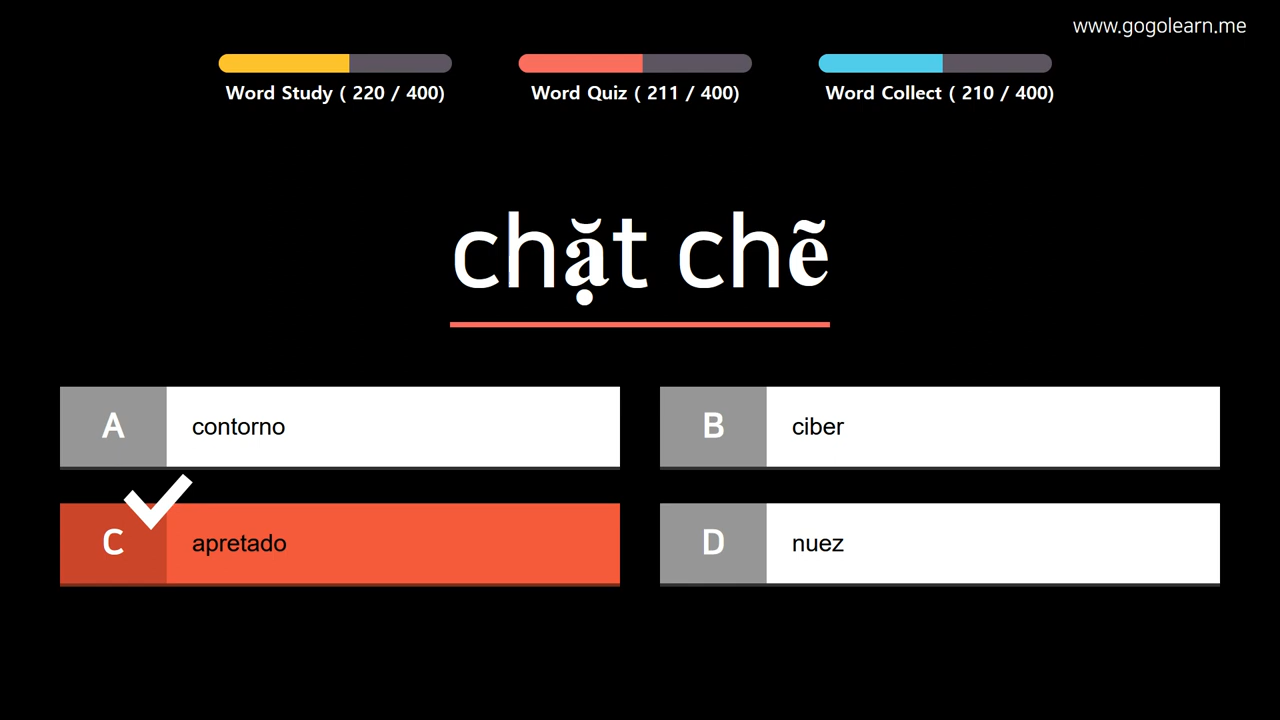 www.gogolearn.me
Word Study ( 220 / 400)
Word Quiz ( 211 / 400)
Word Collect ( 210 / 400)
chặt chẽ
A
contorno
B
ciber
C
apretado
D
nuez